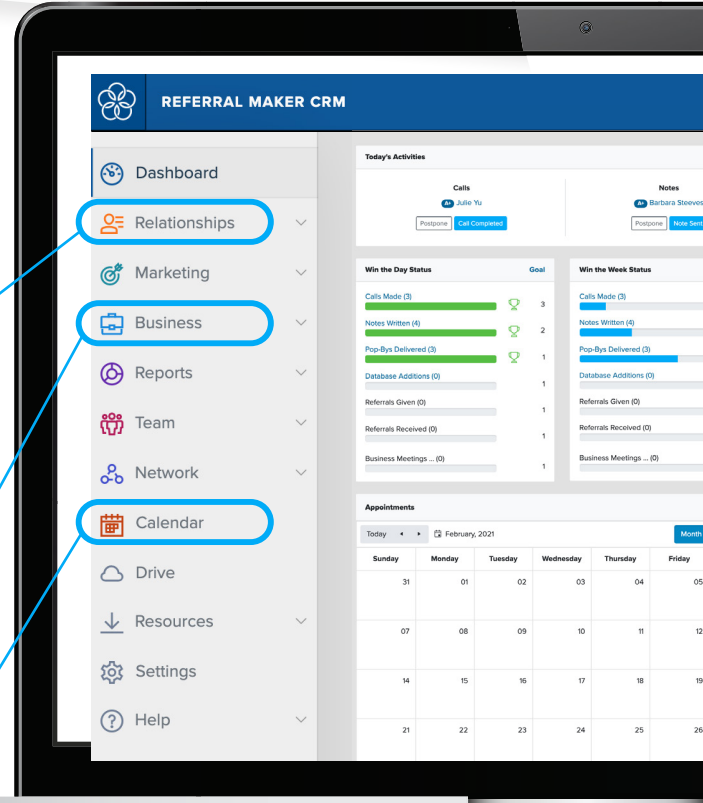 REFERRAL MAKER CRM
Dashboard
Relationships
Marketing
Business
Reports
Team
Network
Calendar
Drive
Resources
Settings
Help
Today's Activities
Calls
A+ Julie Yu
Postpone Call Completed
Notes
A+ Barbara Steeves
Postpone Note Sent
Win the Day Status Goal
Calls Made (3)
3
Notes Written (4)
2
Pop-Bys Delivered (3)
1
Database Additions (0)
1
Referrals Given (0)
1
Referrals Received (0)
1
Business Meetings ... (0)
1
Win the Week Status
Calls Made (3)
Notes Written (4)
Pop-Bys Delivered (3)
Database Additions (0)
Referrals Given (0)
Referrals Received (0)
Business Meetings ... (0)
Appointments
Today February, 2021 Month
Sunday Monday Tuesday Wednesday Thursday Friday
31 01 02 03 04 05
07 08 09 10 11 12
14 15 16 17 18 19
21 22 23 24 25 26